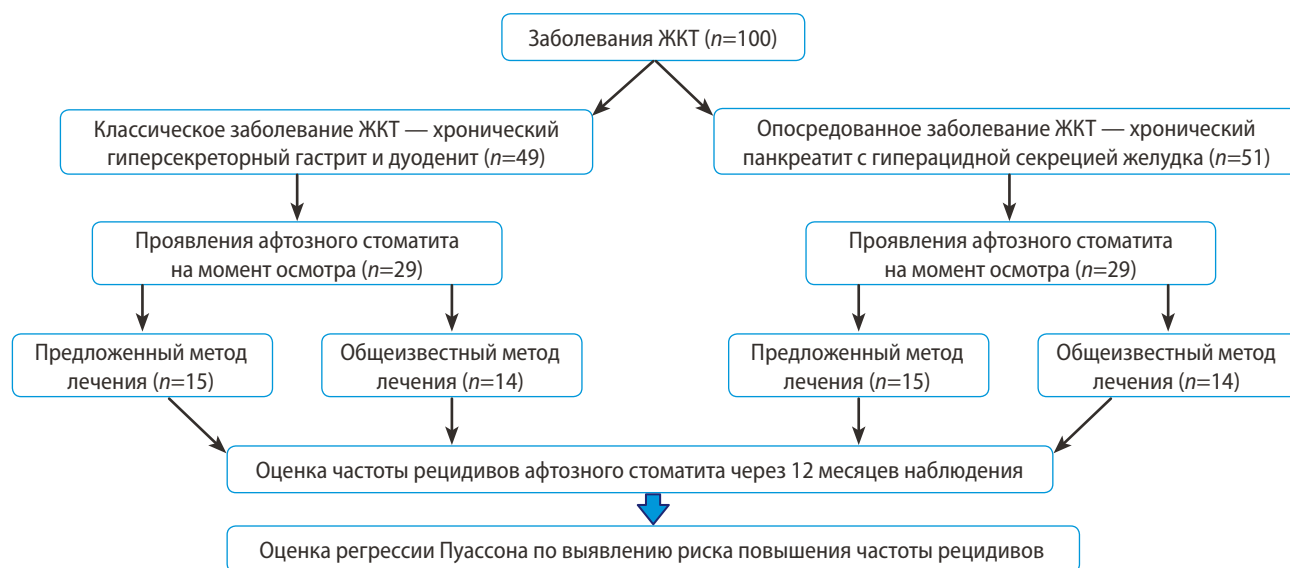 Заболевания ЖКТ (n=100)
Классическое заболевание ЖКТ — хронический
гиперсекреторный гастрит и дуоденит (n=49)
Опосредованное заболевание ЖКТ — хронический
панкреатит с гиперацидной секрецией желудка (n=51)
Проявления афтозного стоматита
на момент осмотра (n=29)
Проявления афтозного стоматита
на момент осмотра (n=29)
Предложенный метод
лечения (n=15)
Общеизвестный метод
лечения (n=14)
Предложенный метод
лечения (n=15)
Общеизвестный метод
лечения (n=14)
Оценка частоты рецидивов афтозного стоматита через 12 месяцев наблюдения
Оценка регрессии Пуассона по выявлению риска повышения частоты рецидивов